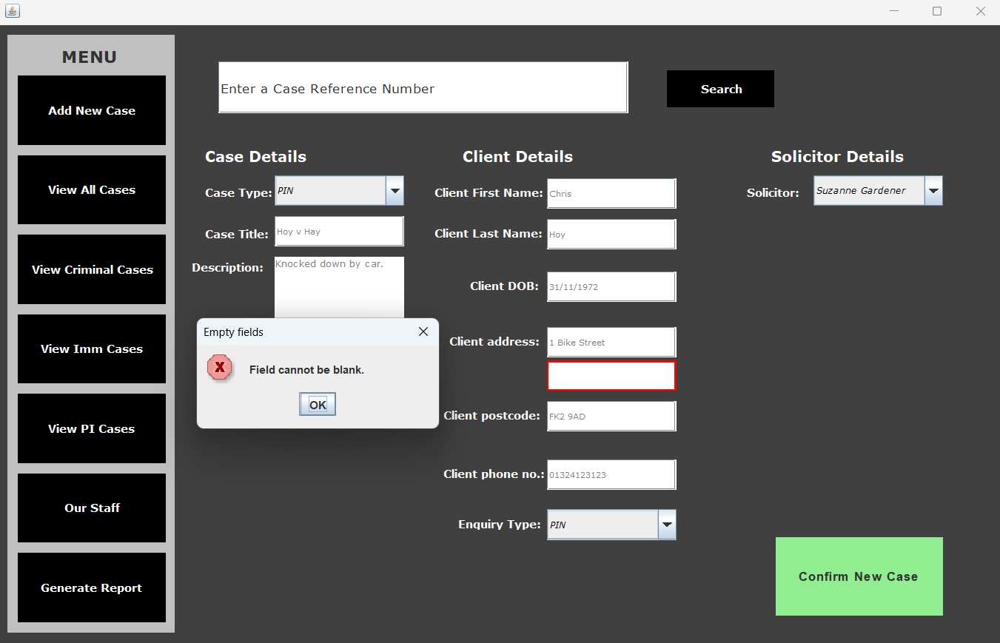 MENU
Add New Case
View All Cases
View Criminal Cases
View Imm Cases
View PI Cases
Our Staff
Generate Report
Enter a Case Reference Number
Search
Case Details
Case Type: PIN
Case Title: Hoy v Hay
Description: Knocked down by car.
Client Details
Client First Name: Chris
Client Last Name: Hoy
Client DOB: 31/11/1972
Client address: 1 Bike Street
Client postcode: FK2 9AD
Client phone no.: 01324123123
Enquiry Type: PIN
Solicitor Details
Solicitor: Suzanne Gardener
Confirm New Case
Empty fields
X
Field cannot be blank.
OK